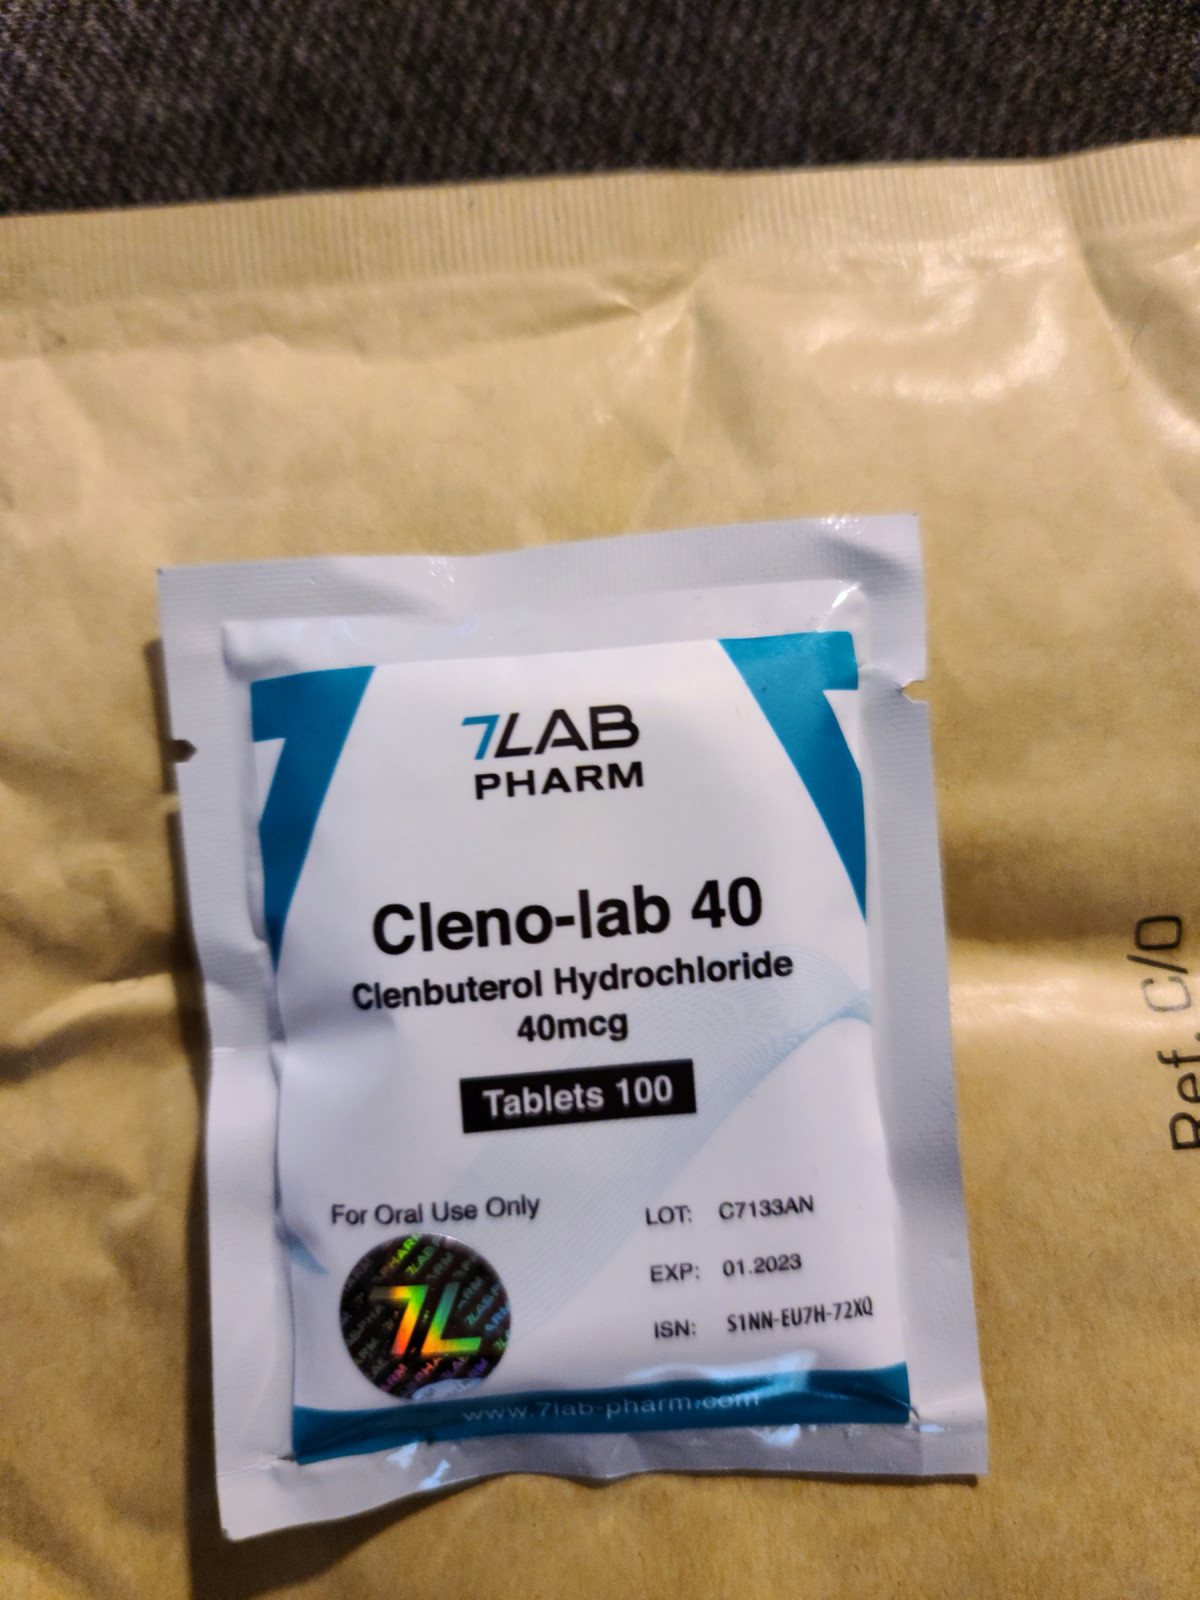 7LAB
PHARM
Cleno-lab 40
Clenbuterol Hydrochloride
40mcg
Tablets 100
For Oral Use Only
LOT: C7133AN
EXP: 01.2023
ISN: S1NN-EU7H-72XQ
7L
www.7lab-pharm.com
Ref. C/O